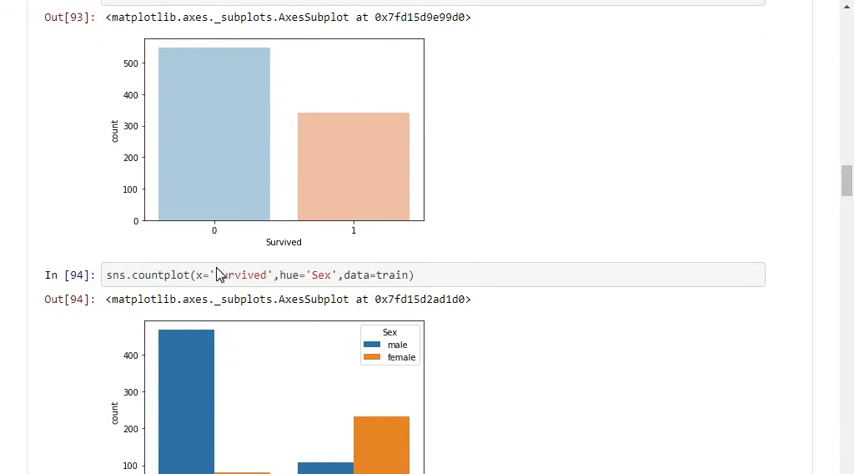 Out[93]: <matplotlib.axes._subplots.AxesSubplot at 0x7fd15d9e99d0>
500
400
300
200
100
0
count
0 1
Survived
In [94]: sns.countplot(x='Survived',hue='Sex',data=train)
Out[94]: <matplotlib.axes._subplots.AxesSubplot at 0x7fd15d2ad1d0>
Sex
male
female
400
300
200
100
count